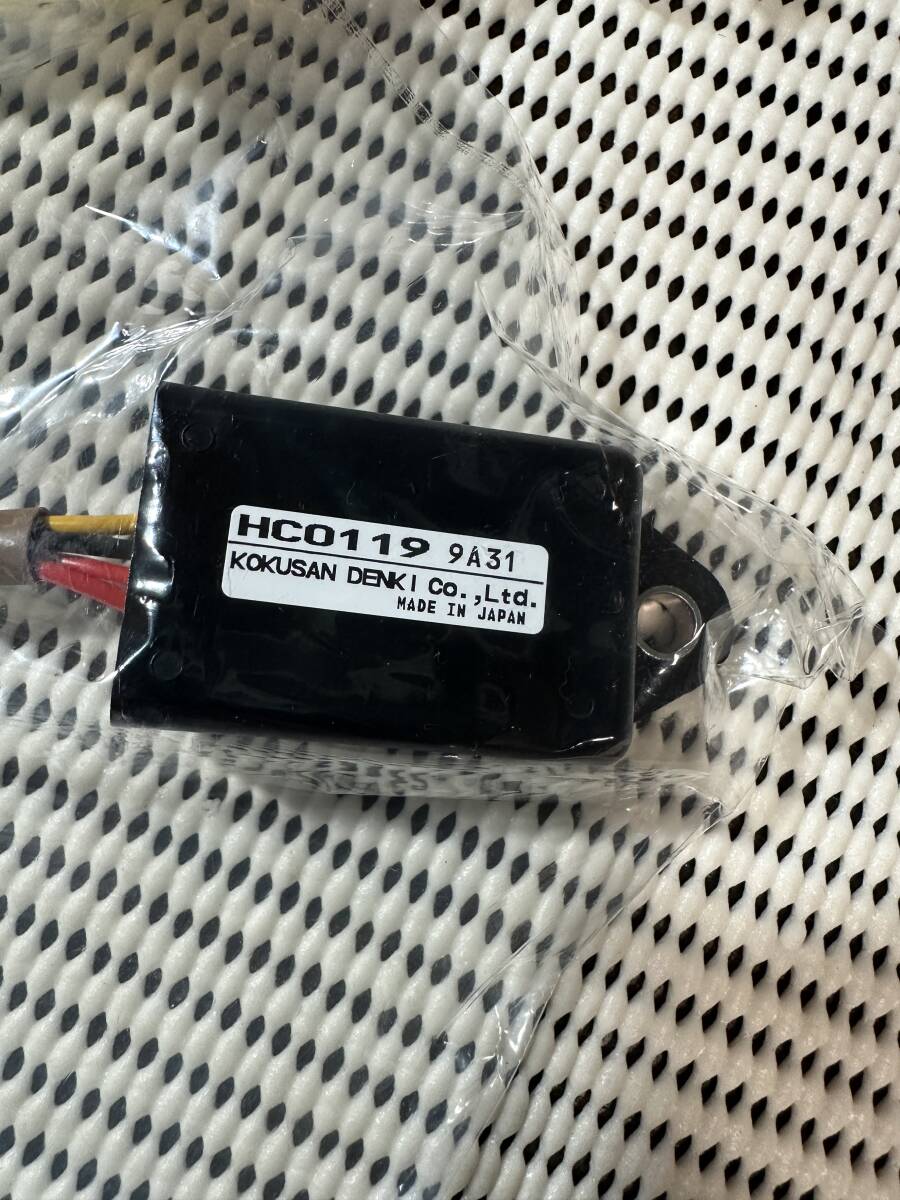 HC0119 9A31
KOKUSAN DENKI Co.,Ltd.
MADE IN JAPAN